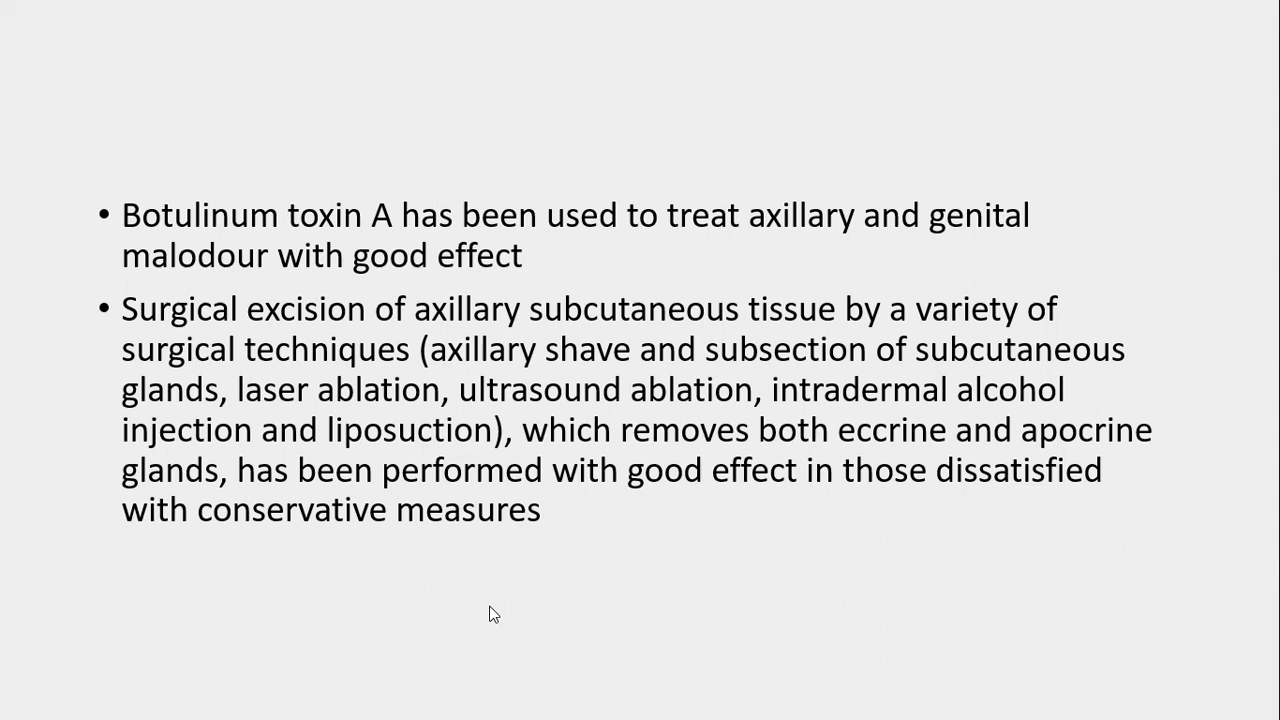 • Botulinum toxin A has been used to treat axillary and genital
malodour with good effect
• Surgical excision of axillary subcutaneous tissue by a variety of
surgical techniques (axillary shave and subsection of subcutaneous
glands, laser ablation, ultrasound ablation, intradermal alcohol
injection and liposuction), which removes both eccrine and apocrine
glands, has been performed with good effect in those dissatisfied
with conservative measures